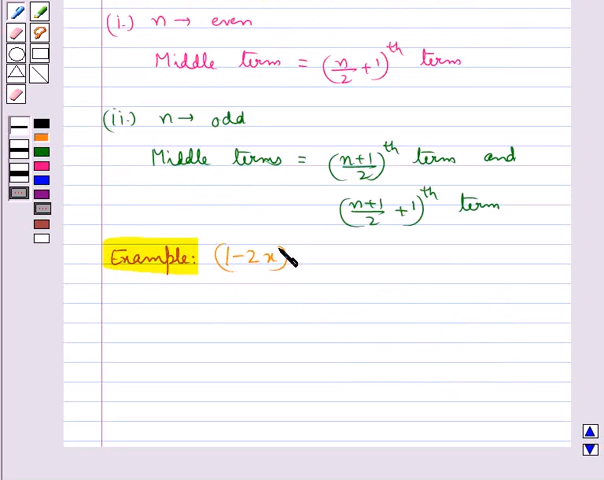 (i.) n → even
Middle term = (n/2 + 1)^th term
(ii.) n → odd
Middle terms = (n+1/2)^th term and
(n+1/2 + 1)^th term
Example: (1-2x)